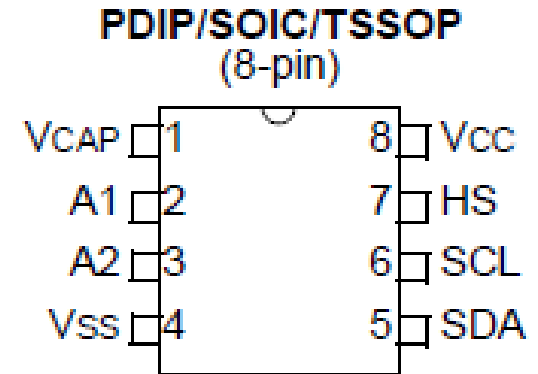 PDIP/SOIC/TSSOP
(8-pin)
VCAP 1 8 VCC
A1 2 7 HS
A2 3 6 SCL
VSS 4 5 SDA